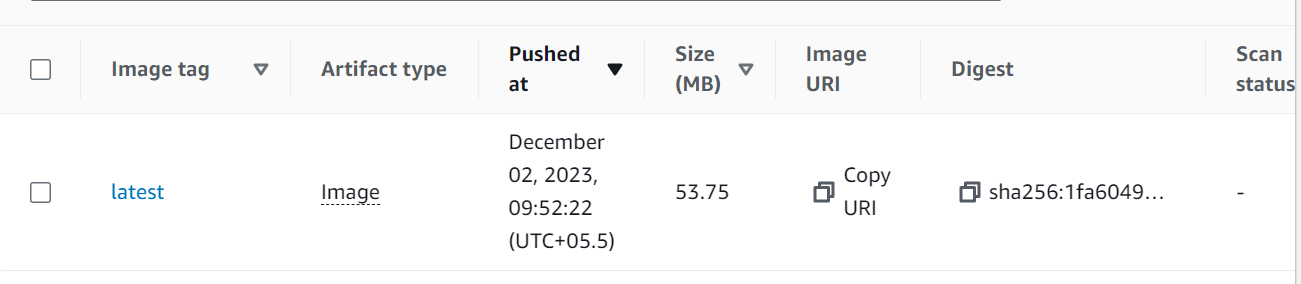 Image tag
Artifact type
Pushed
at
Size
(MB)
Image
URI
Digest
Scan
status
latest
Image
December
02, 2023,
09:52:22
(UTC+05.5)
53.75
Copy
URI
sha256:1fa6049...
-